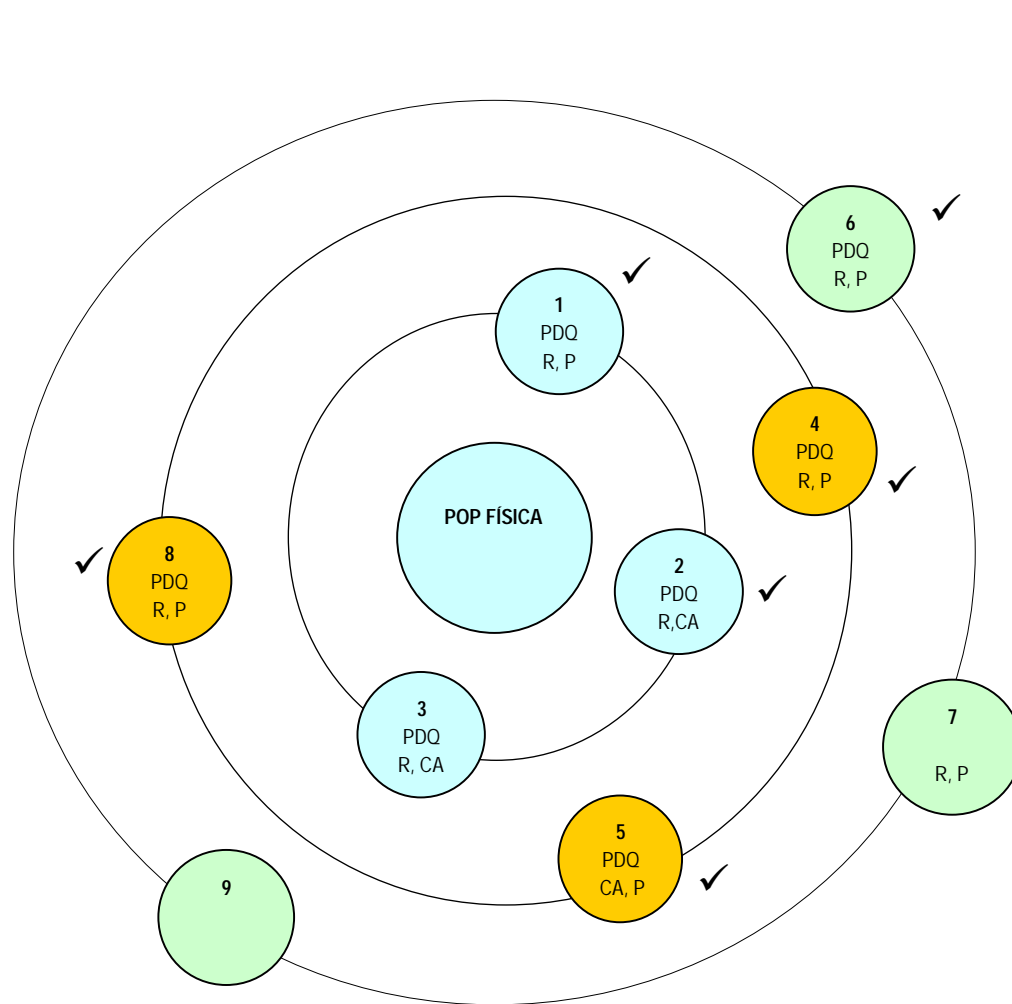 6
PDQ
R, P
1
PDQ
R, P
4
PDQ
R, P
POP FÍSICA
8
PDQ
R, P
2
PDQ
R,CA
3
PDQ
R, CA
7
R, P
5
PDQ
CA, P
9